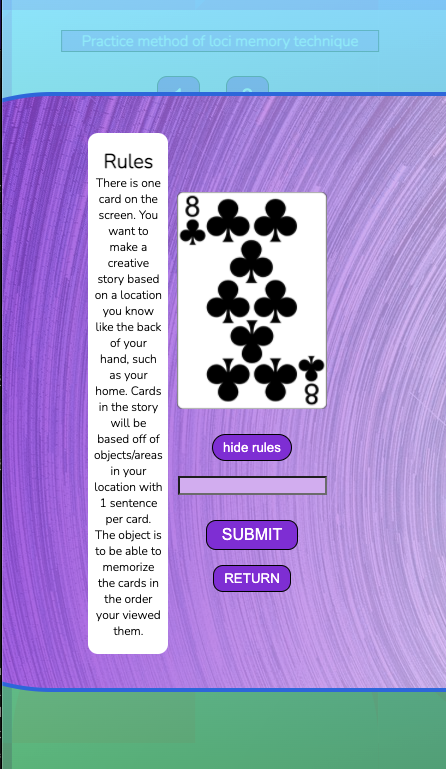 Practice method of loci memory technique
Rules
There is one
card on the
screen. You
want to
make a
creative
story based
on a location
you know
like the back
of your
hand, such
as your
home. Cards
in the story
will be
based off of
objects/areas
in your
location with
1 sentence
per card.
The object is
to be able to
memorize
the cards in
the order
your viewed
them.
8
8
hide rules
SUBMIT
RETURN